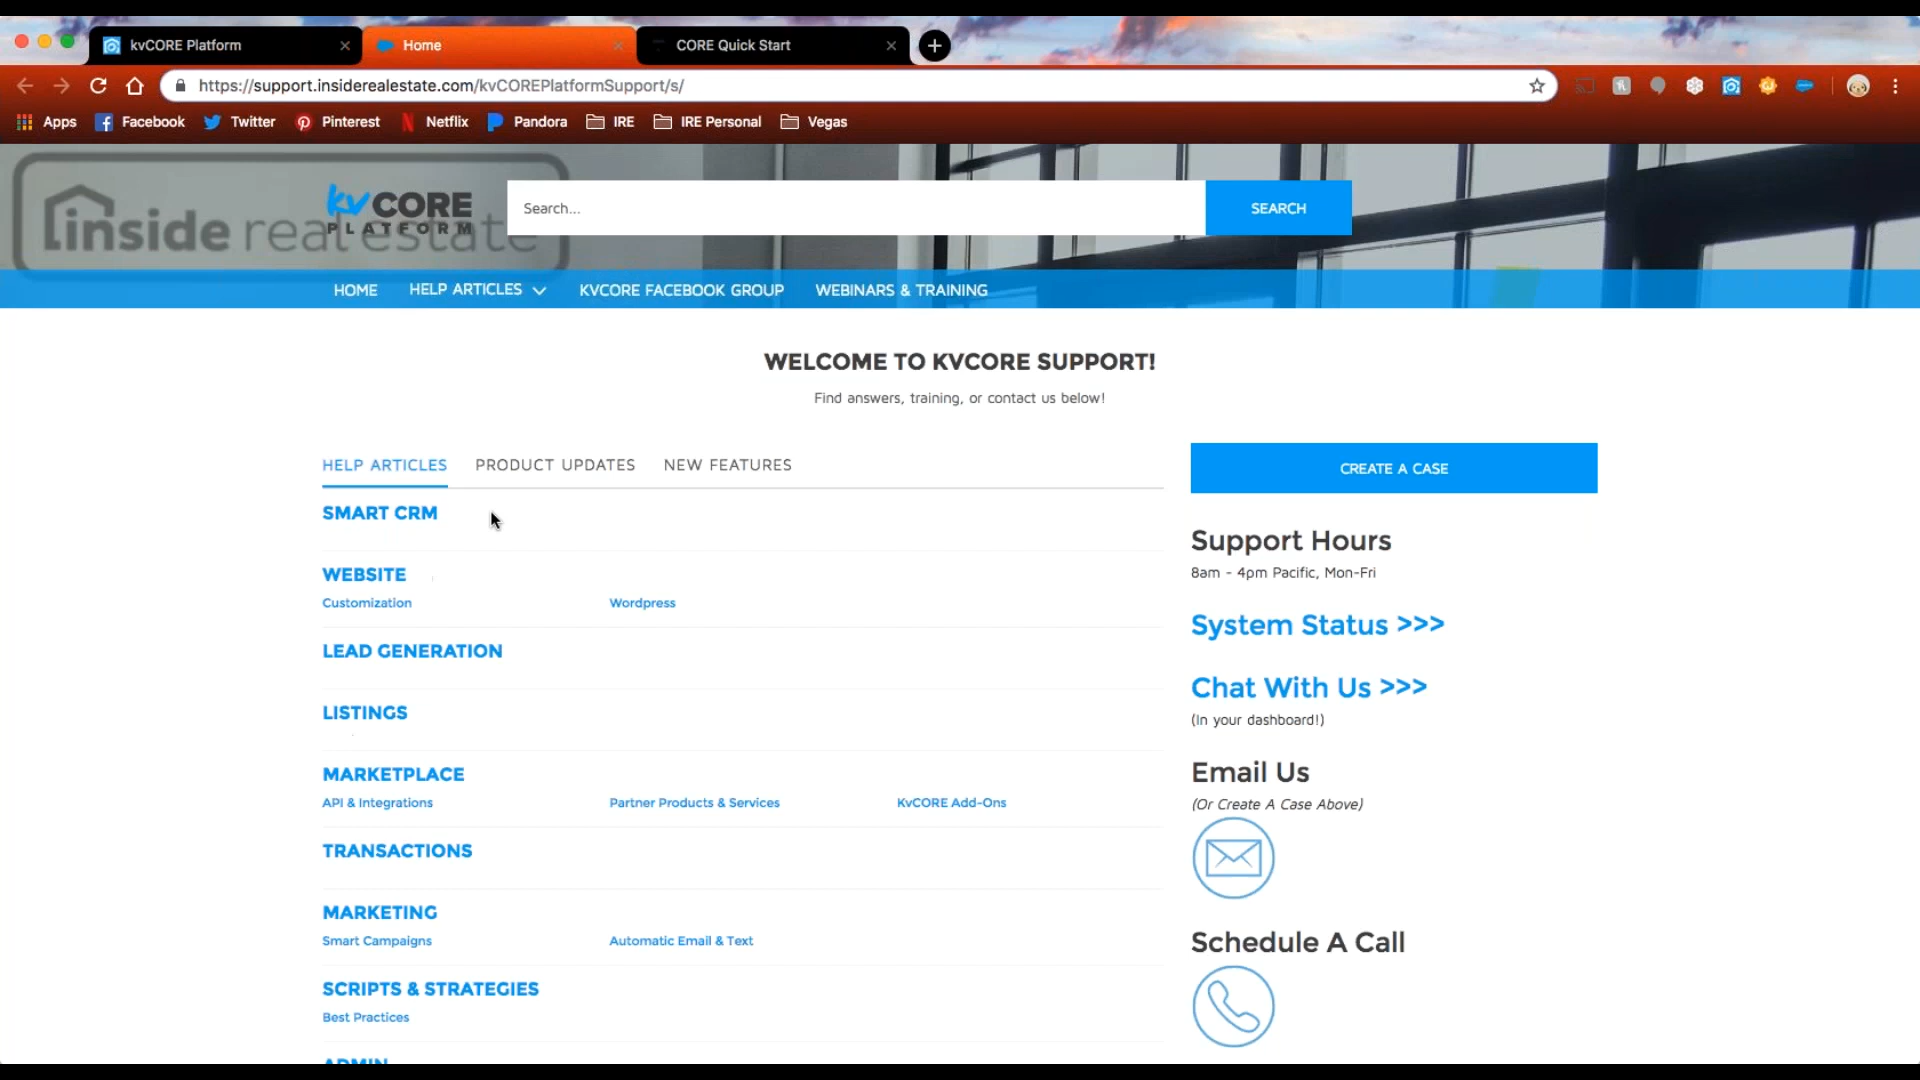 kvCORE Platform
Home
CORE Quick Start
https://support.insiderealestate.com/kvCOREPlatformSupport/s/
Apps
Facebook
Twitter
Pinterest
Netflix
Pandora
IRE
IRE Personal
Vegas
inside real estate
kvCORE
PLATFORM
Search...
SEARCH
HOME
HELP ARTICLES
KVCORE FACEBOOK GROUP
WEBINARS & TRAINING
WELCOME TO KVCORE SUPPORT!
Find answers, training, or contact us below!
HELP ARTICLES
PRODUCT UPDATES
NEW FEATURES
SMART CRM
WEBSITE
Customization
Wordpress
LEAD GENERATION
LISTINGS
MARKETPLACE
API & Integrations
Partner Products & Services
KvCORE Add-Ons
TRANSACTIONS
MARKETING
Smart Campaigns
Automatic Email & Text
SCRIPTS & STRATEGIES
Best Practices
ADMIN
CREATE A CASE
Support Hours
8am - 4pm Pacific, Mon-Fri
System Status >>>
Chat With Us >>>
(In your dashboard!)
Email Us
(Or Create A Case Above)
Schedule A Call